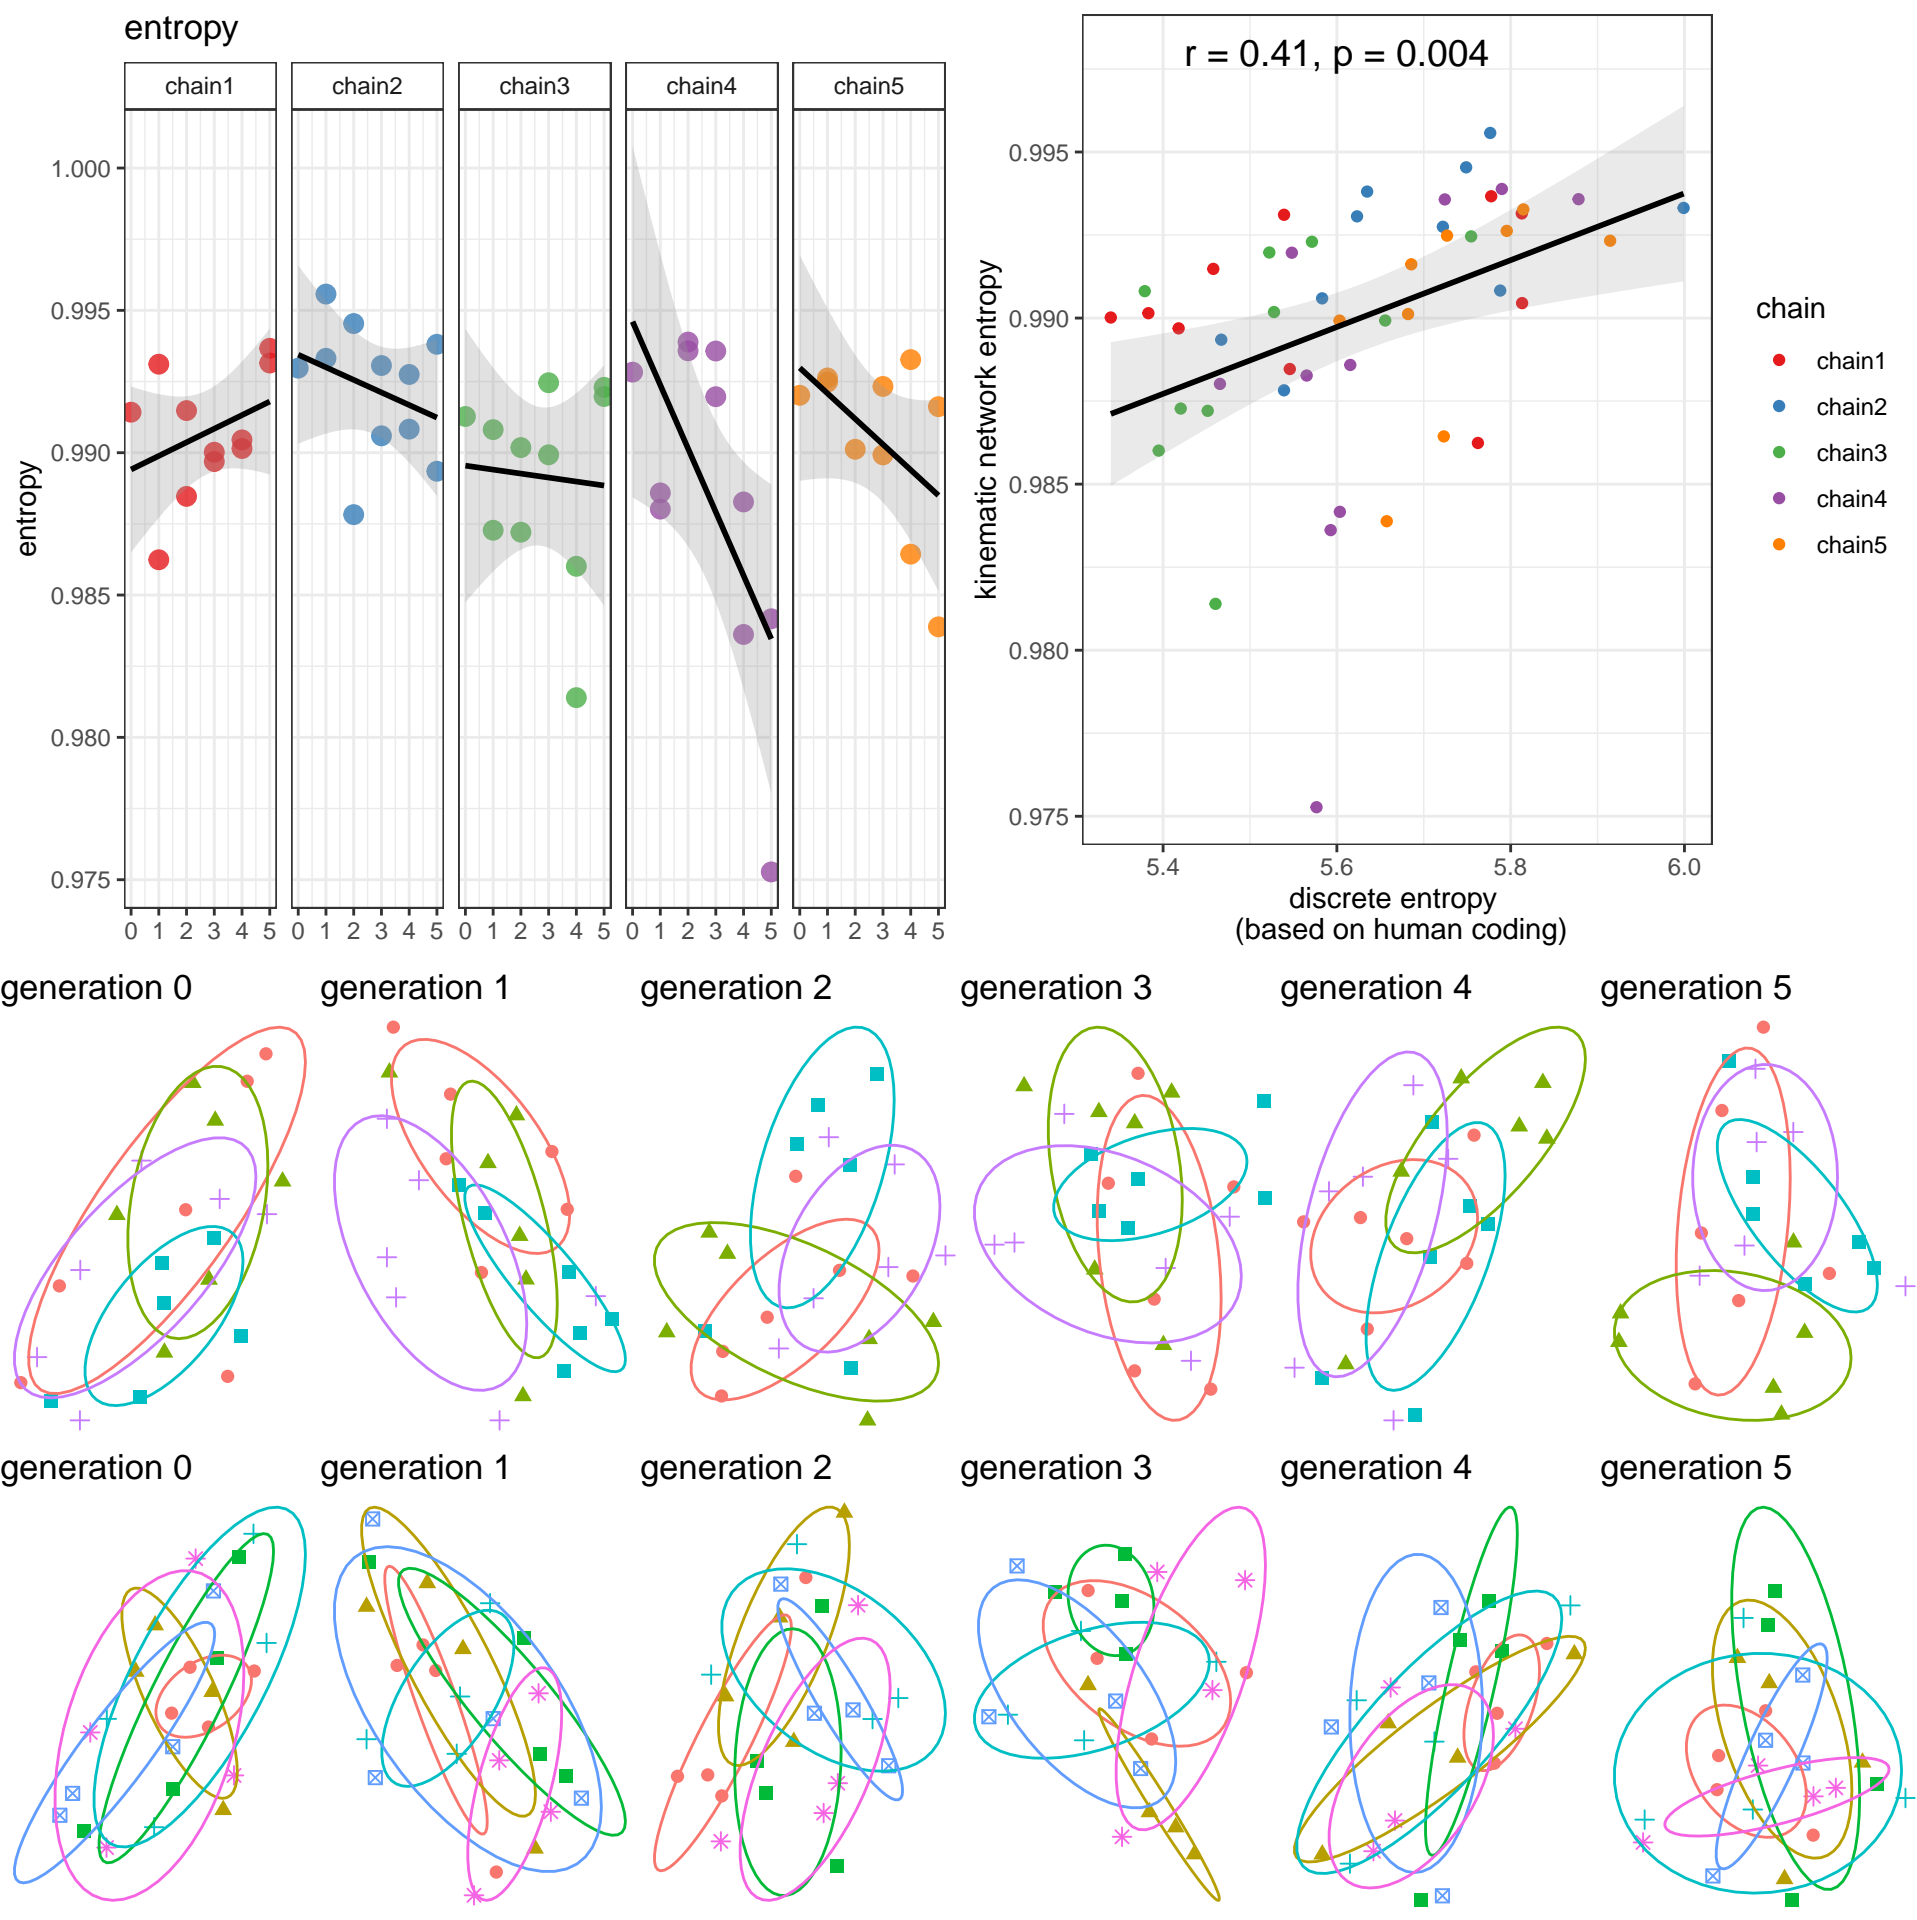 entropy
chain1 chain2 chain3 chain4 chain5
1.000
0.995
0.990
0.985
0.980
0.975
entropy
0 1 2 3 4 5 0 1 2 3 4 5 0 1 2 3 4 5 0 1 2 3 4 5 0 1 2 3 4 5
r = 0.41, p = 0.004
0.995
0.990
0.985
0.980
0.975
kinematic network entropy
5.4 5.6 5.8 6.0
discrete entropy
(based on human coding)
chain
chain1
chain2
chain3
chain4
chain5
generation 0 generation 1 generation 2 generation 3 generation 4 generation 5
generation 0 generation 1 generation 2 generation 3 generation 4 generation 5